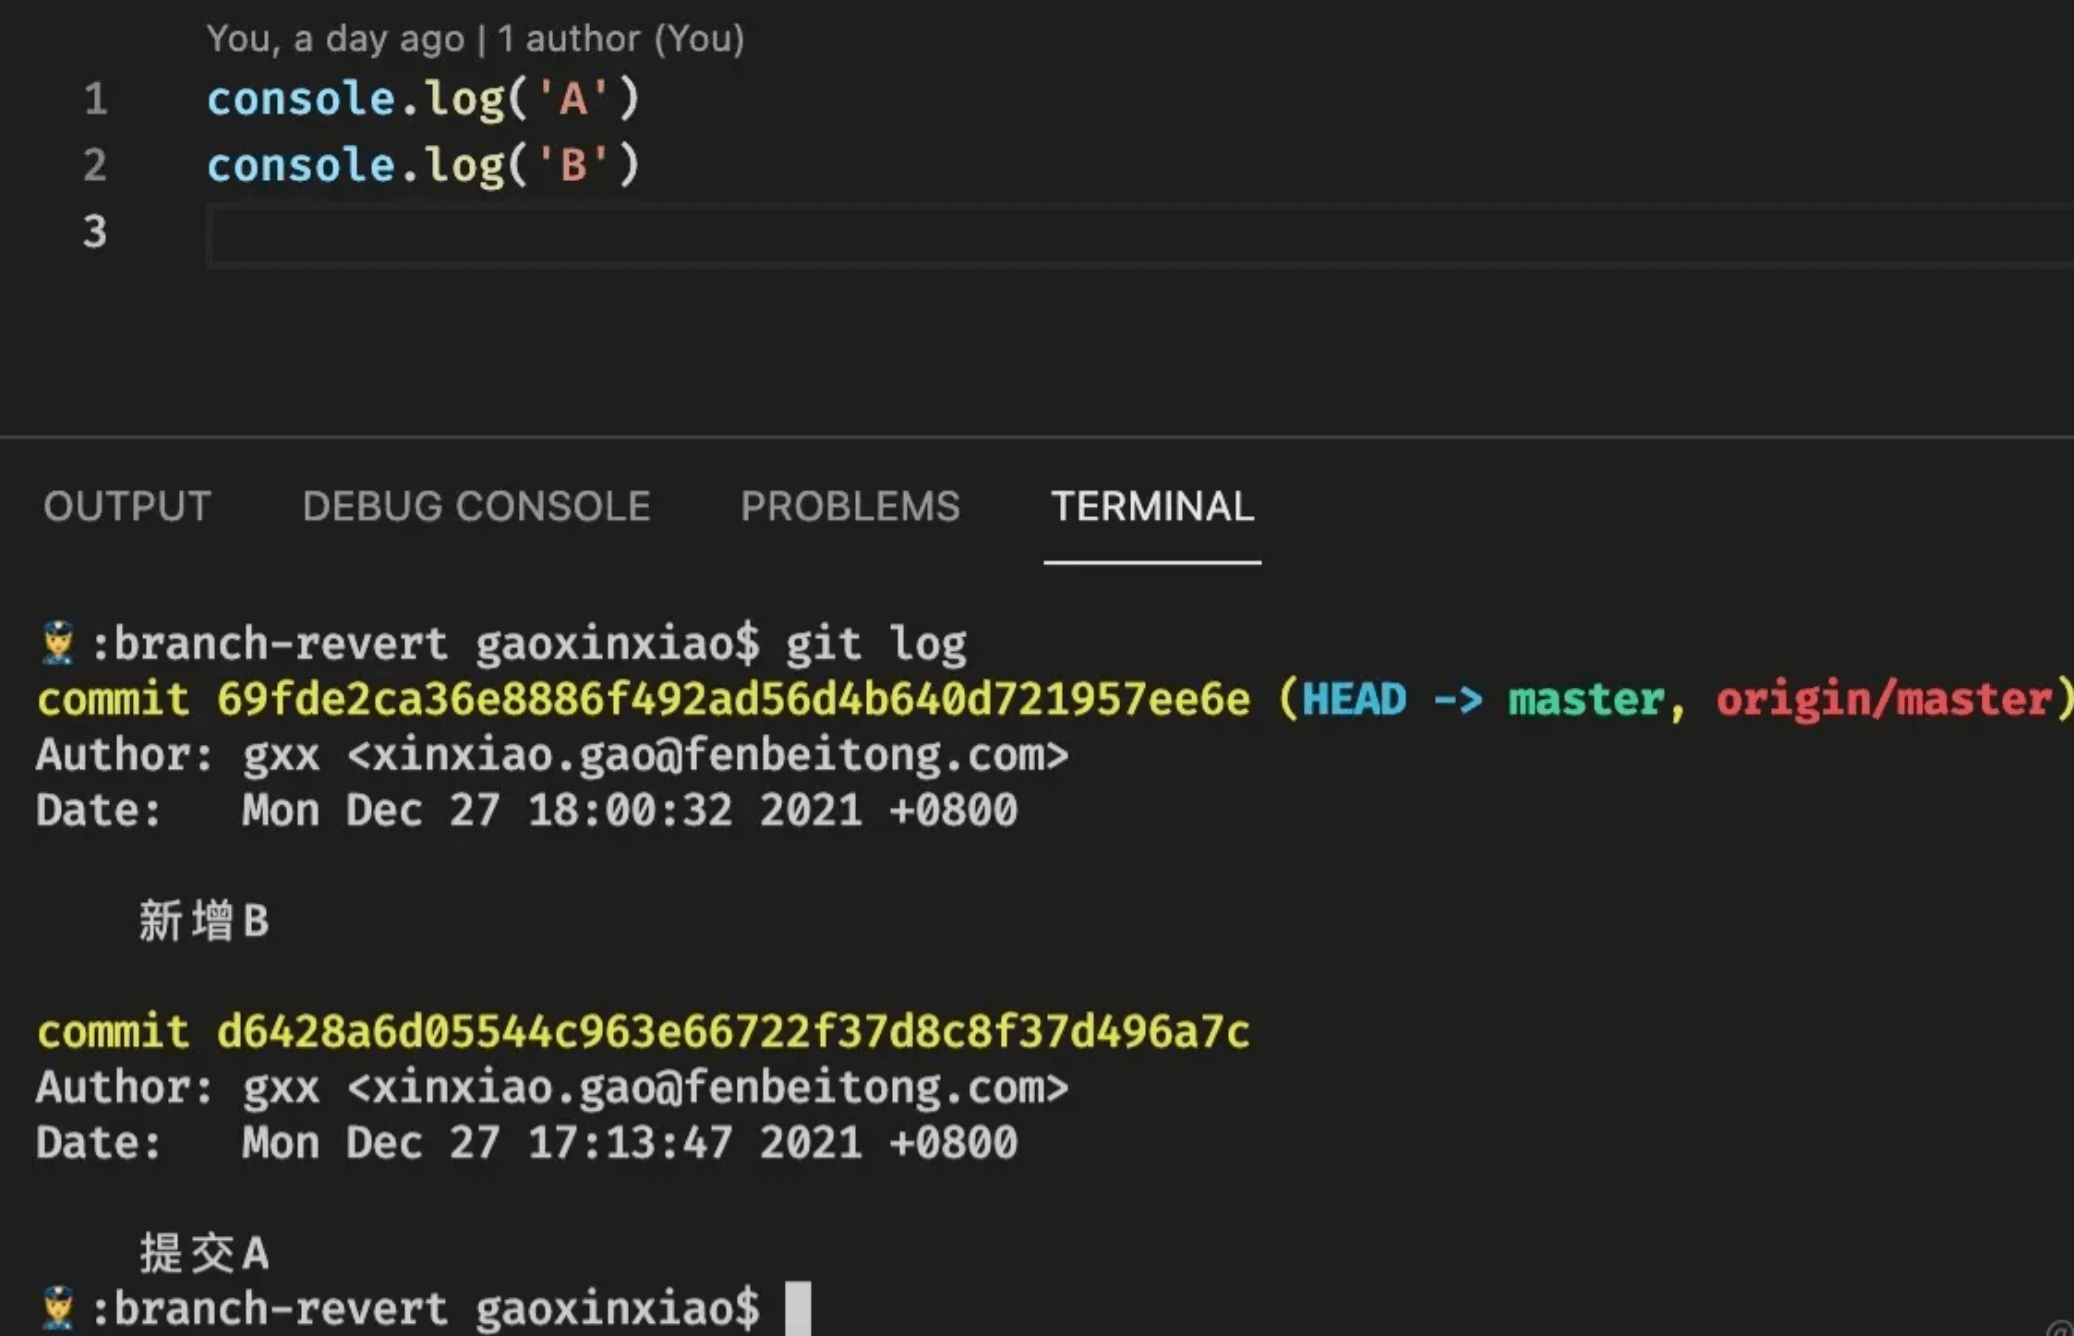 You, a day ago | 1 author (You)
1 console.log('A')
2 console.log('B')
3
OUTPUT DEBUG CONSOLE PROBLEMS TERMINAL
:branch-revert gaoxinxiao$ git log
commit 69fde2ca36e8886f492ad56d4b640d721957ee6e (HEAD -> master, origin/master)
Author: gxx <xinxiao.gao@fenbeitong.com>
Date:   Mon Dec 27 18:00:32 2021 +0800
新增B
commit d6428a6d05544c963e66722f37d8c8f37d496a7c
Author: gxx <xinxiao.gao@fenbeitong.com>
Date:   Mon Dec 27 17:13:47 2021 +0800
提交A
:branch-revert gaoxinxiao$